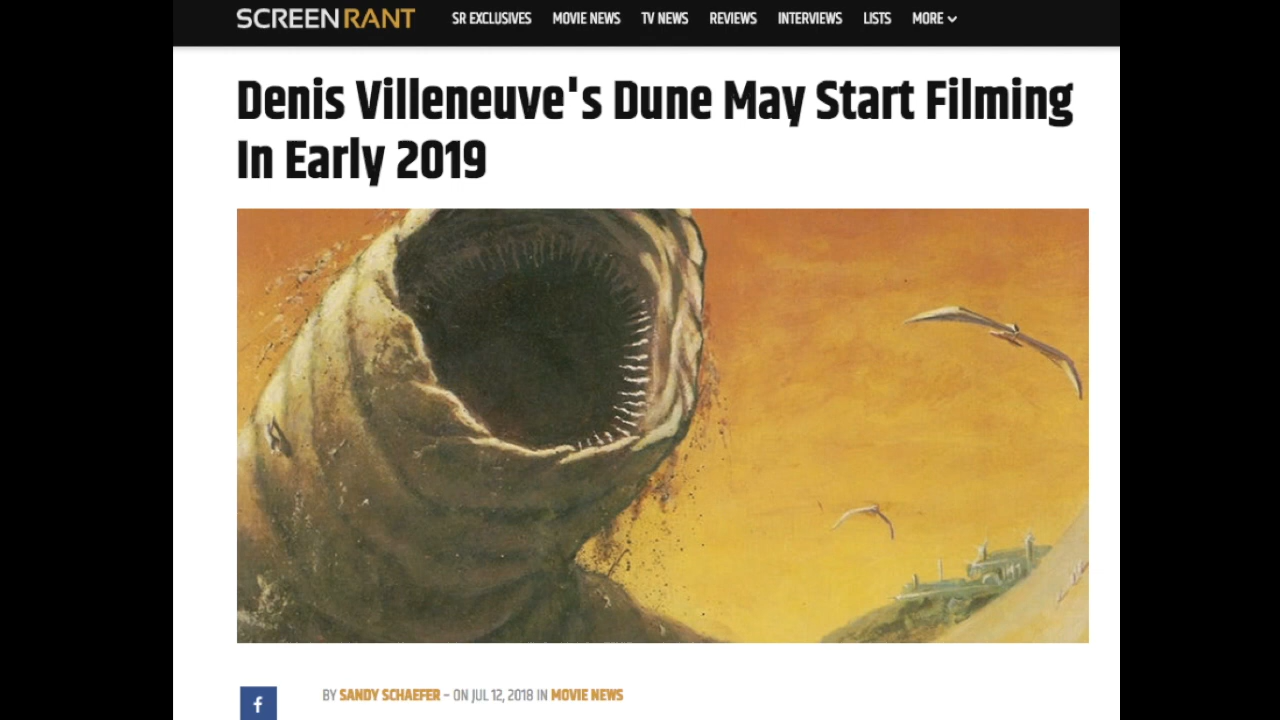 SCREENRANT SR EXCLUSIVES MOVIE NEWS TV NEWS REVIEWS INTERVIEWS LISTS MORE
Denis Villeneuve's Dune May Start Filming
In Early 2019
f BY SANDY SCHAEFER – ON JUL 12, 2018 IN MOVIE NEWS